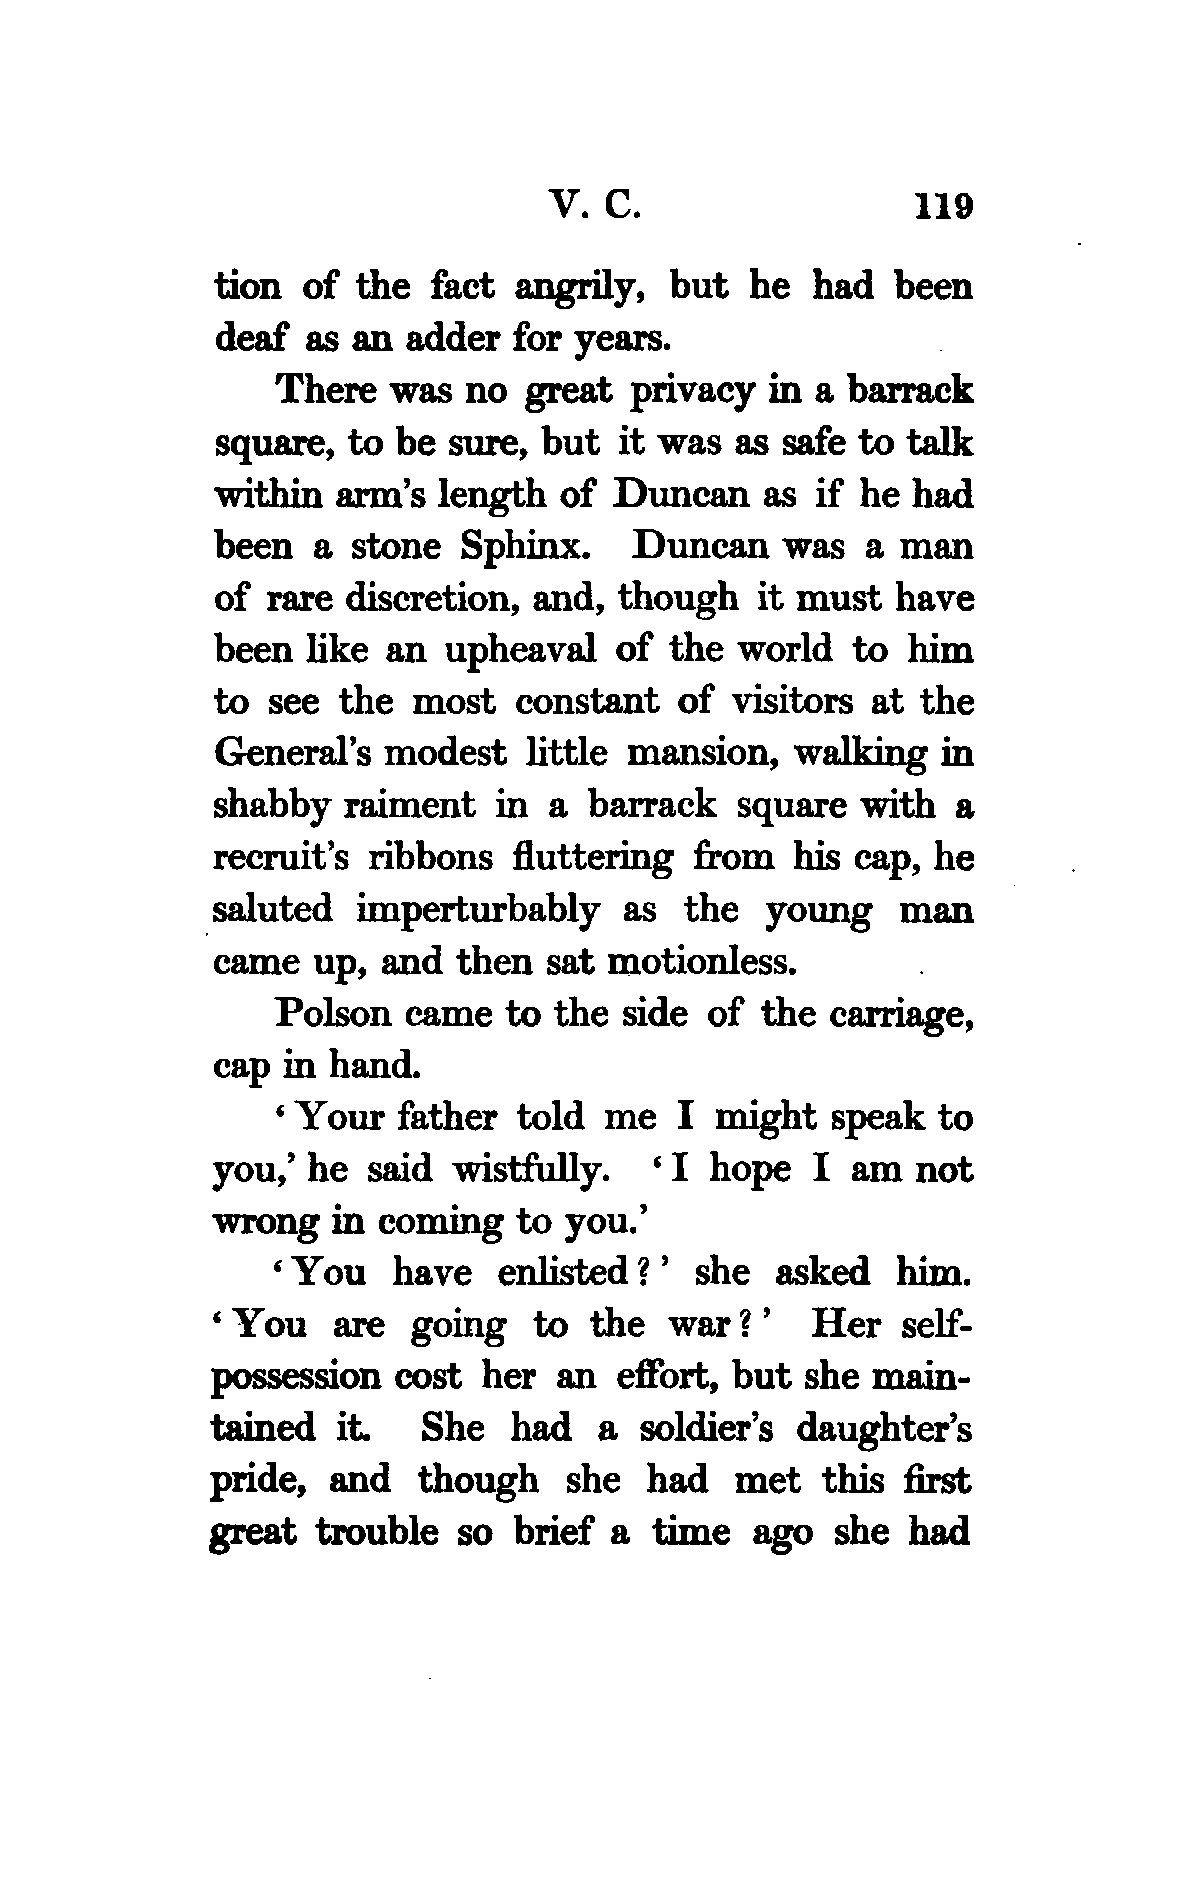 V. C. 119
tion of the fact angrily, but he had been
deaf as an adder for years.
There was no great privacy in a barrack
square, to be sure, but it was as safe to talk
within arm's length of Duncan as if he had
been a stone Sphinx. Duncan was a man
of rare discretion, and, though it must have
been like an upheaval of the world to him
to see the most constant of visitors at the
General's modest little mansion, walking in
shabby raiment in a barrack square with a
recruit's ribbons fluttering from his cap, he
saluted imperturbably as the young man
came up, and then sat motionless.
Polson came to the side of the carriage,
cap in hand.
‘Your father told me I might speak to
you,’ he said wistfully. ‘I hope I am not
wrong in coming to you.’
‘You have enlisted?’ she asked him.
‘You are going to the war?’ Her self-
possession cost her an effort, but she main-
tained it. She had a soldier's daughter's
pride, and though she had met this first
great trouble so brief a time ago she had